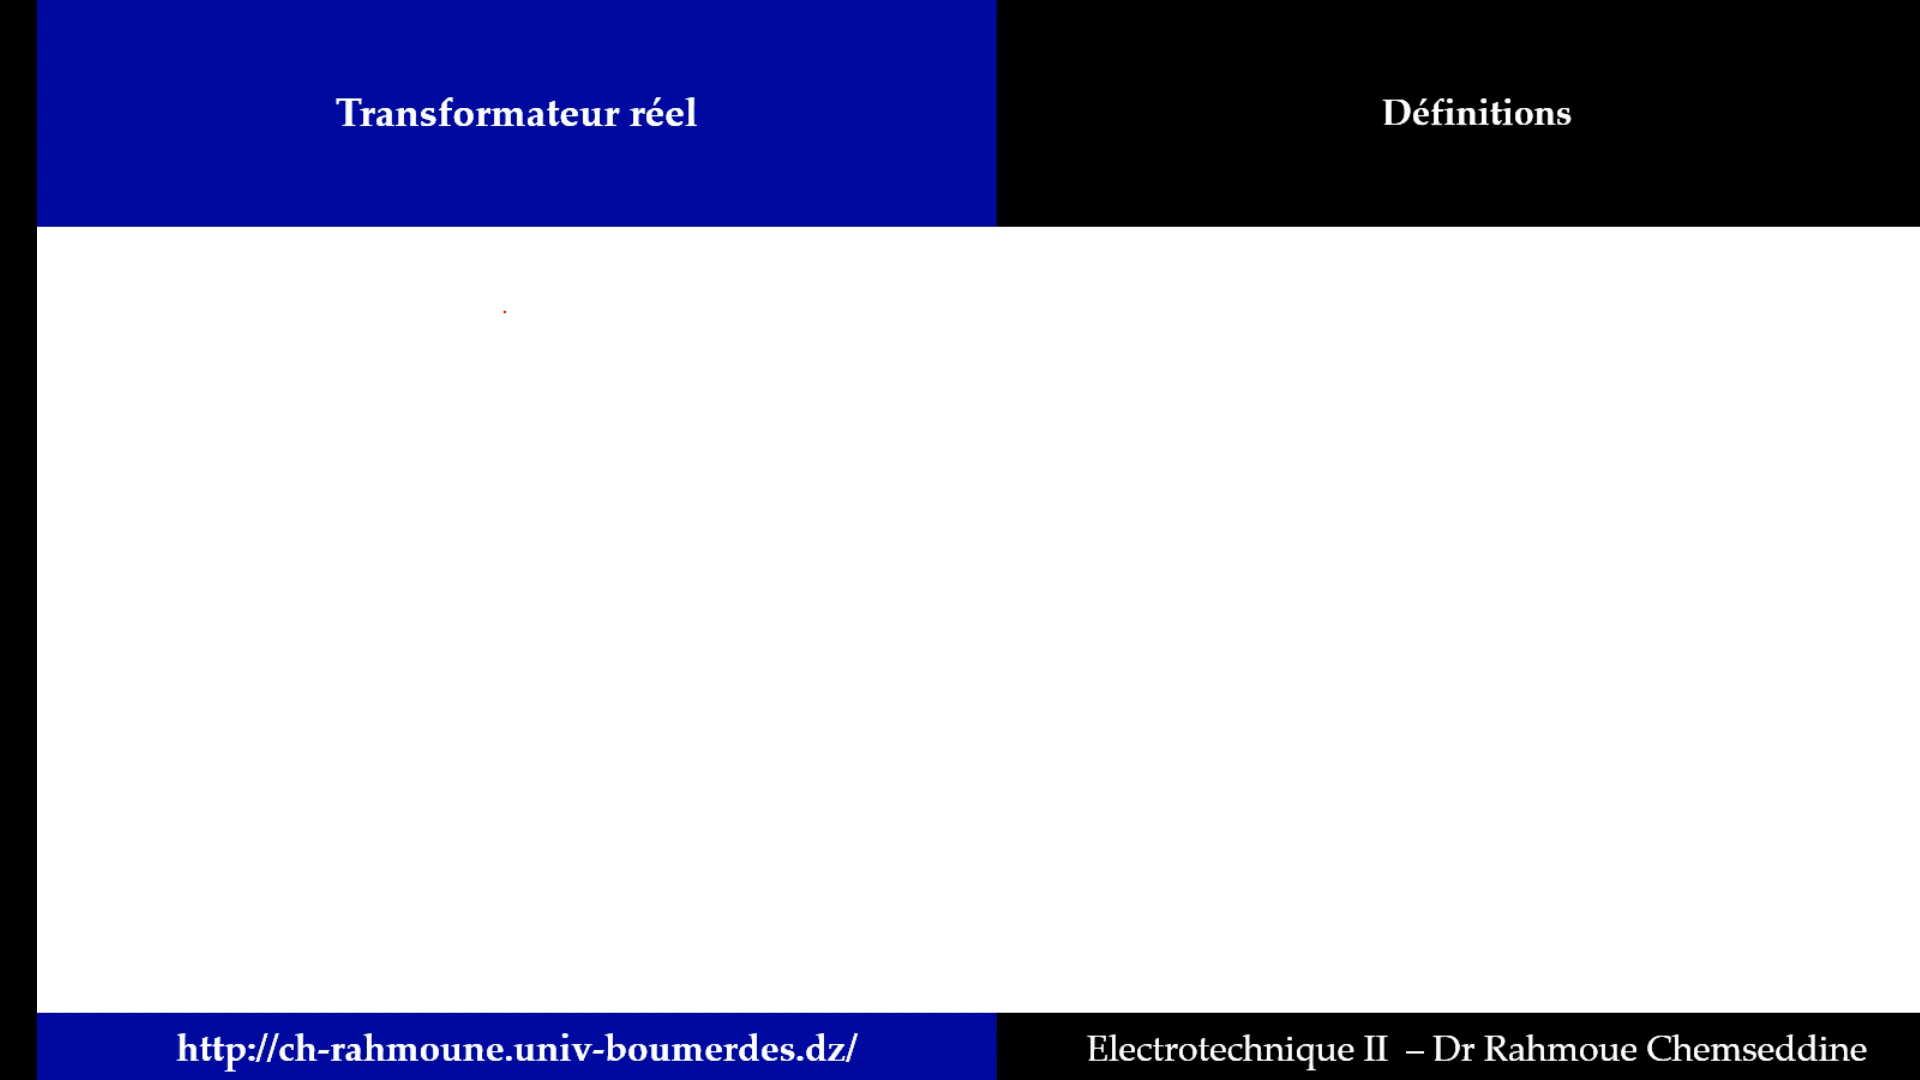 Transformateur réel
Définitions
http://ch-rahmoune.univ-boumerdes.dz/
Electrotechnique II – Dr Rahmoue Chemseddine